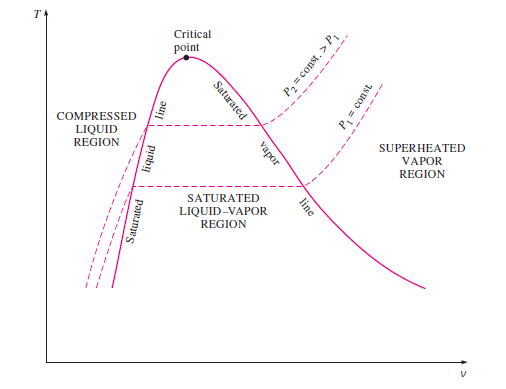 T
Critical
point
P₂ = const. > P₁
P₁ = const.
COMPRESSED
LIQUID
REGION
Saturated liquid line
Saturated vapor line
SUPERHEATED
VAPOR
REGION
SATURATED
LIQUID–VAPOR
REGION
v